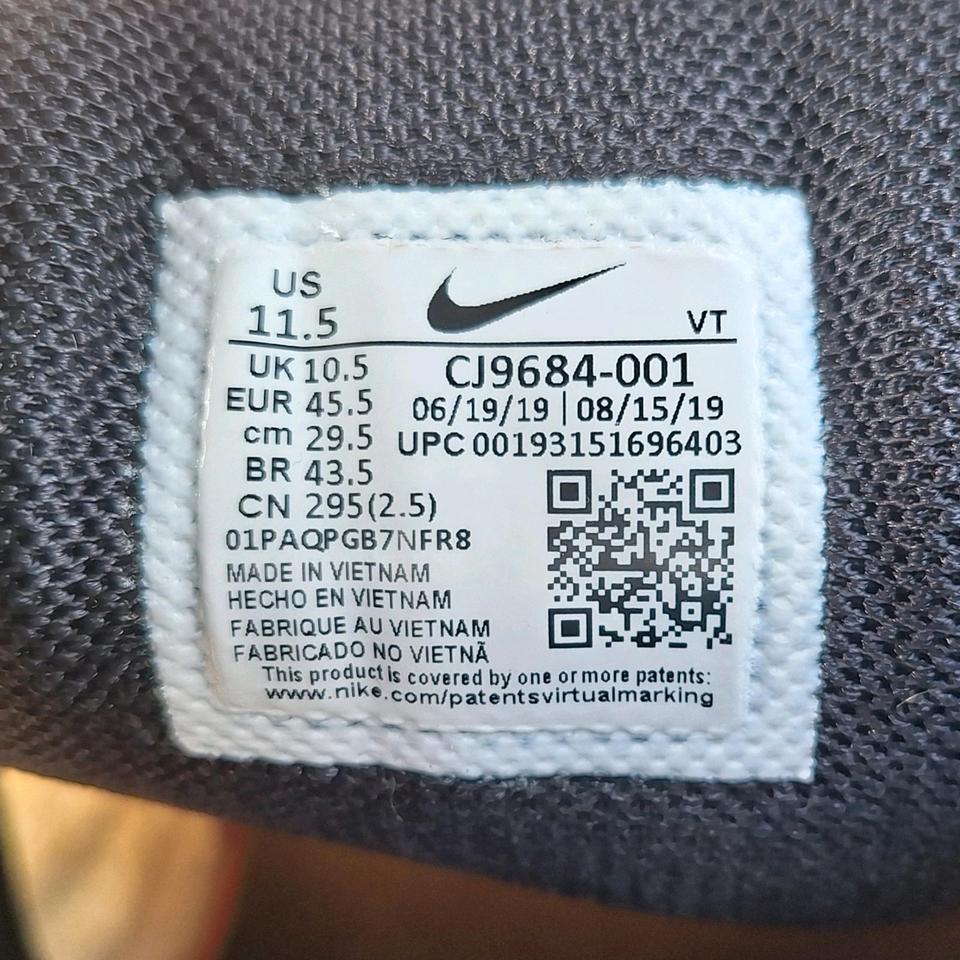 US
11.5
VT
UK 10.5
EUR 45.5
cm 29.5
BR 43.5
CN 295(2.5)
CJ9684-001
06/19/19 | 08/15/19
UPC 00193151696403
01PAQPGB7NFR8
MADE IN VIETNAM
HECHO EN VIETNAM
FABRIQUE AU VIETNAM
FABRICADO NO VIETNÃ
This product is covered by one or more patents:
www.nike.com/patentsvirtualmarking